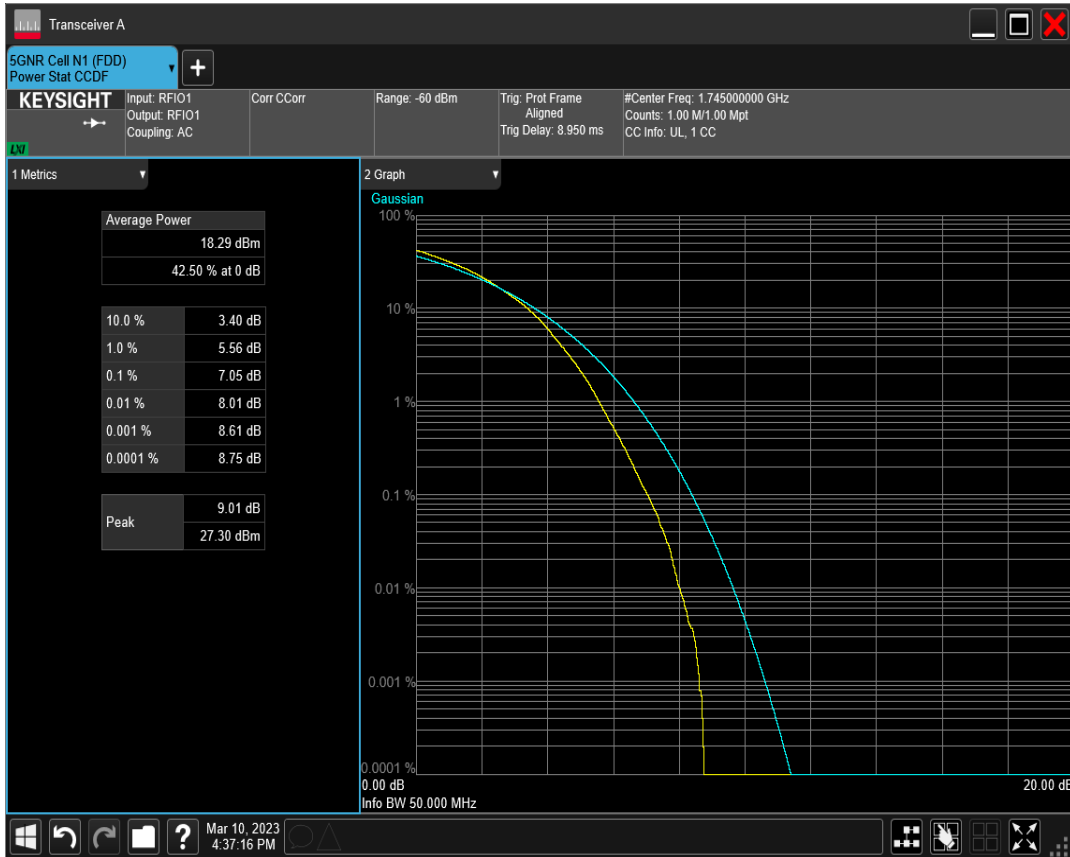 Transceiver A
5GNR Cell N1 (FDD)
Power Stat CCDF
+
KEYSIGHT
LXI
Input: RFIO1
Output: RFIO1
Coupling: AC
Corr CCorr
Range: -60 dBm
Trig: Prot Frame
Aligned
Trig Delay: 8.950 ms
#Center Freq: 1.745000000 GHz
Counts: 1.00 M/1.00 Mpt
CC Info: UL, 1 CC
1 Metrics
Average Power
18.29 dBm
42.50 % at 0 dB
10.0 % 3.40 dB
1.0 % 5.56 dB
0.1 % 7.05 dB
0.01 % 8.01 dB
0.001 % 8.61 dB
0.0001 % 8.75 dB
Peak 9.01 dB
27.30 dBm
2 Graph
Gaussian
100 %
10 %
1 %
0.1 %
0.01 %
0.001 %
0.0001 %
0.00 dB 20.00 dB
Info BW 50.000 MHz
?
Mar 10, 2023
4:37:16 PM